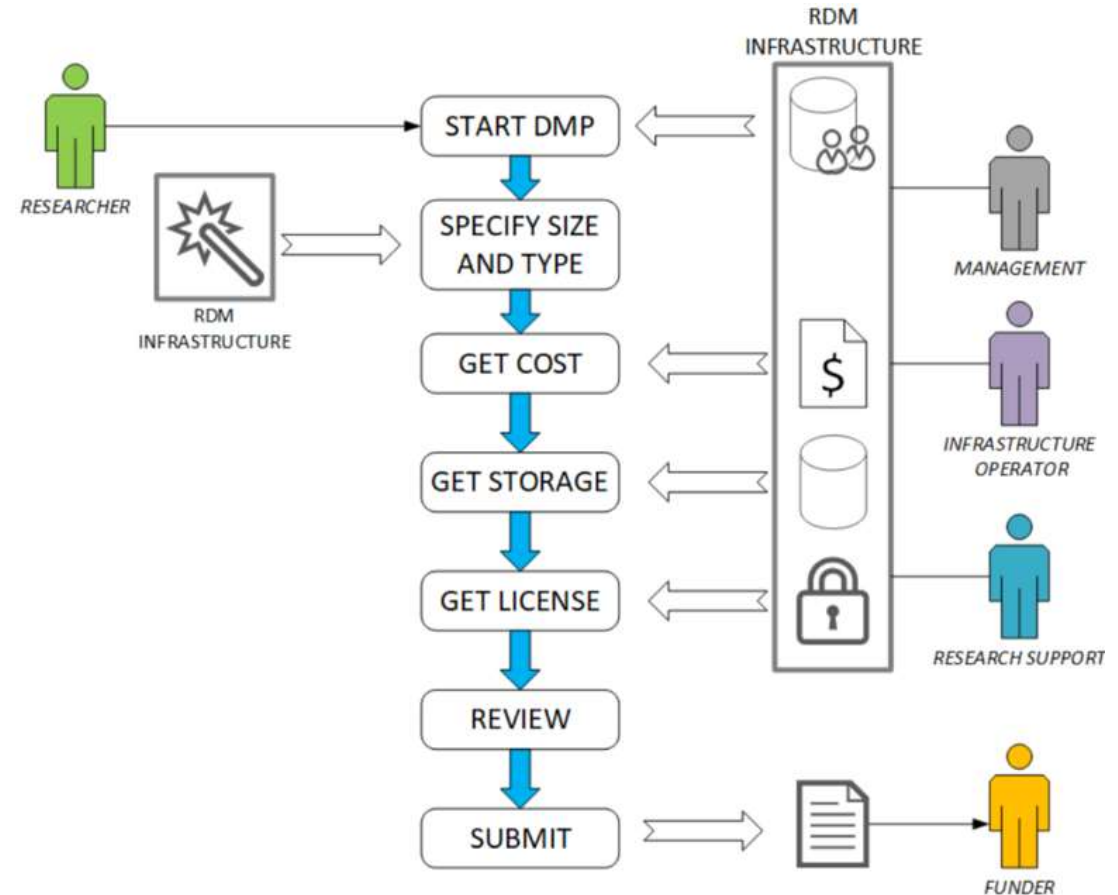 RDM
INFRASTRUCTURE
START DMP
RESEARCHER
SPECIFY SIZE
AND TYPE
MANAGEMENT
RDM
INFRASTRUCTURE
GET COST
$
INFRASTRUCTURE
OPERATOR
GET STORAGE
GET LICENSE
RESEARCH SUPPORT
REVIEW
SUBMIT
FUNDER